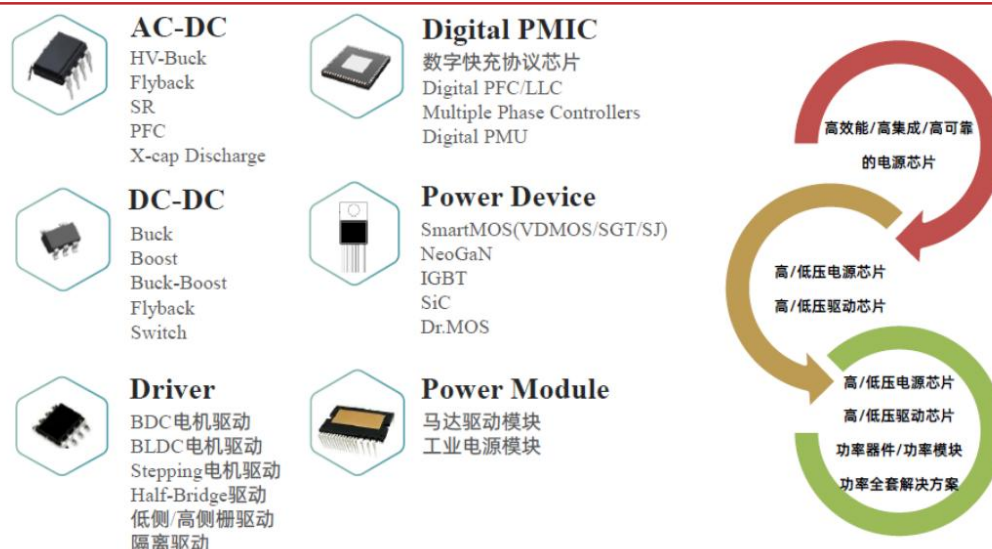 AC-DC
HV-Buck
Flyback
SR
PFC
X-cap Discharge
Digital PMIC
数字快充协议芯片
Digital PFC/LLC
Multiple Phase Controllers
Digital PMU
DC-DC
Buck
Boost
Buck-Boost
Flyback
Switch
Power Device
SmartMOS(VDMOS/SGT/SJ)
NeoGaN
IGBT
SiC
Dr.MOS
Driver
BDC电机驱动
BLDC电机驱动
Stepping电机驱动
Half-Bridge驱动
低侧/高侧栅驱动
隔离驱动
Power Module
马达驱动模块
工业电源模块
高效能/高集成/高可靠
的电源芯片
高/低压电源芯片
高/低压驱动芯片
高/低压电源芯片
高/低压驱动芯片
功率器件/功率模块
功率全套解决方案